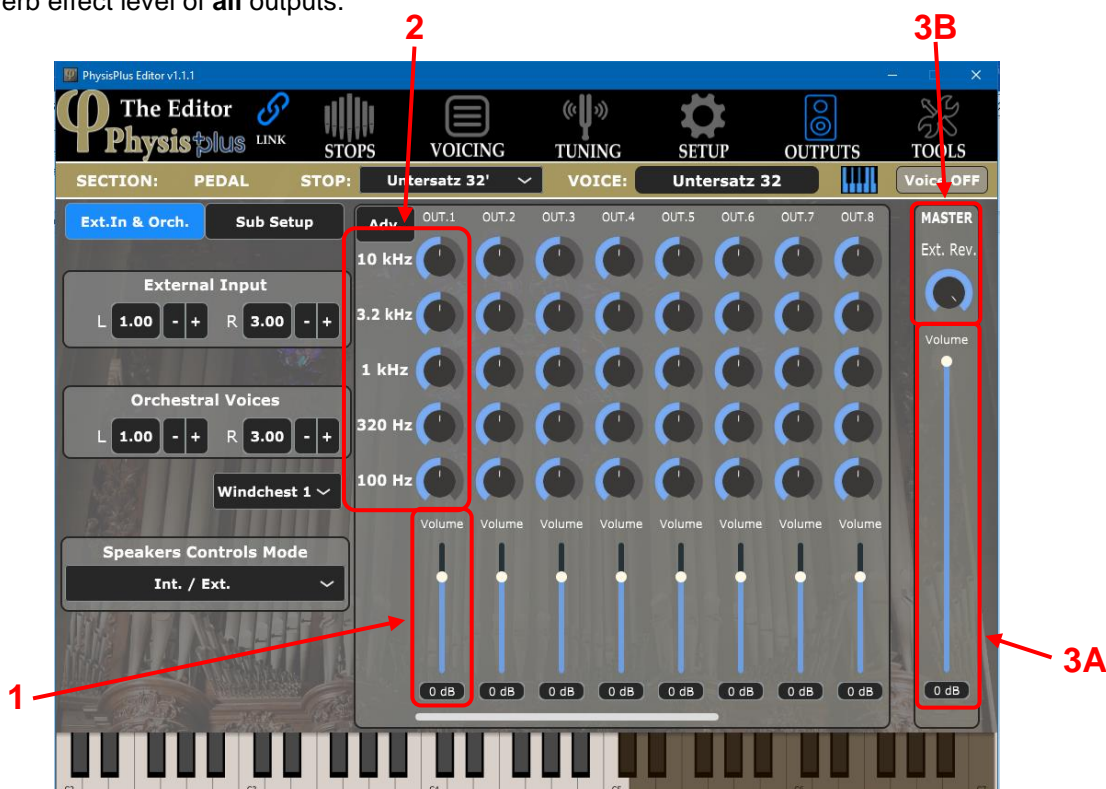 erb effect level of all outputs.
2
3B
PhysisPlus Editor v1.1.1
The Editor
Physis plus
LINK
STOPS
VOICING
TUNING
SETUP
OUTPUTS
TOOLS
SECTION: PEDAL STOP: Untersatz 32' VOICE: Untersatz 32 Voice OFF
Ext.In & Orch. Sub Setup
Adv. OUT.1 OUT.2 OUT.3 OUT.4 OUT.5 OUT.6 OUT.7 OUT.8
MASTER
Ext. Rev.
10 kHz
External Input
L 1.00 - + R 3.00 - +
3.2 kHz
Volume
1 kHz
Orchestral Voices
L 1.00 - + R 3.00 - +
320 Hz
Windchest 1
100 Hz
Volume Volume Volume Volume Volume Volume Volume Volume
Speakers Controls Mode
Int. / Ext.
3A
1
0 dB 0 dB 0 dB 0 dB 0 dB 0 dB 0 dB 0 dB 0 dB